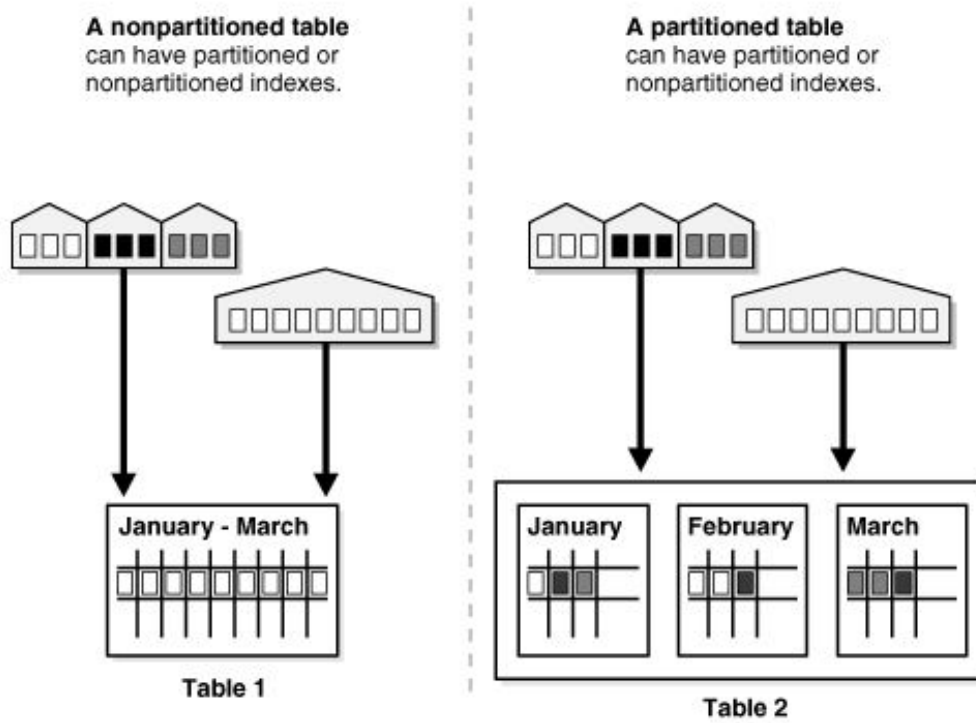 A nonpartitioned table
can have partitioned or
nonpartitioned indexes.
A partitioned table
can have partitioned or
nonpartitioned indexes.
January - March
Table 1
January
February
March
Table 2